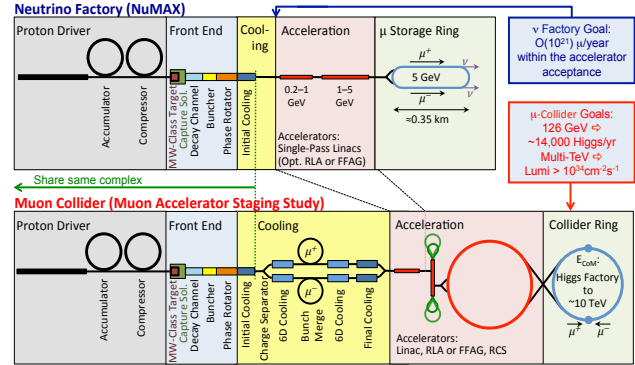 Neutrino Factory (NuMAX)
Proton Driver
Front End
Cool-
ing
Acceleration
μ Storage Ring
Accumulator
Compressor
MW-Class Target
Capture Sol.
Decay Channel
Buncher
Phase Rotator
Initial Cooling
0.2–1
GeV
1–5
GeV
Accelerators:
Single-Pass Linacs
(Opt. RLA or FFAG)
μ+
5 GeV
μ−
ν
ν
≈0.35 km
ν Factory Goal:
O(10²¹) μ/year
within the accelerator
acceptance
μ-Collider Goals:
126 GeV ⇨
~14,000 Higgs/yr
Multi-TeV ⇨
Lumi > 10³⁴cm⁻²s⁻¹
Share same complex
Muon Collider (Muon Accelerator Staging Study)
Proton Driver
Front End
Cooling
Acceleration
Collider Ring
Accumulator
Compressor
MW-Class Target
Capture Sol.
Decay Channel
Buncher
Phase Rotator
Initial Cooling
Charge Separator
6D Cooling
Bunch
Merge
6D Cooling
Final Cooling
μ+
μ−
Accelerators:
Linac, RLA or FFAG, RCS
ECoM:
Higgs Factory
to
~10 TeV
μ+
μ−